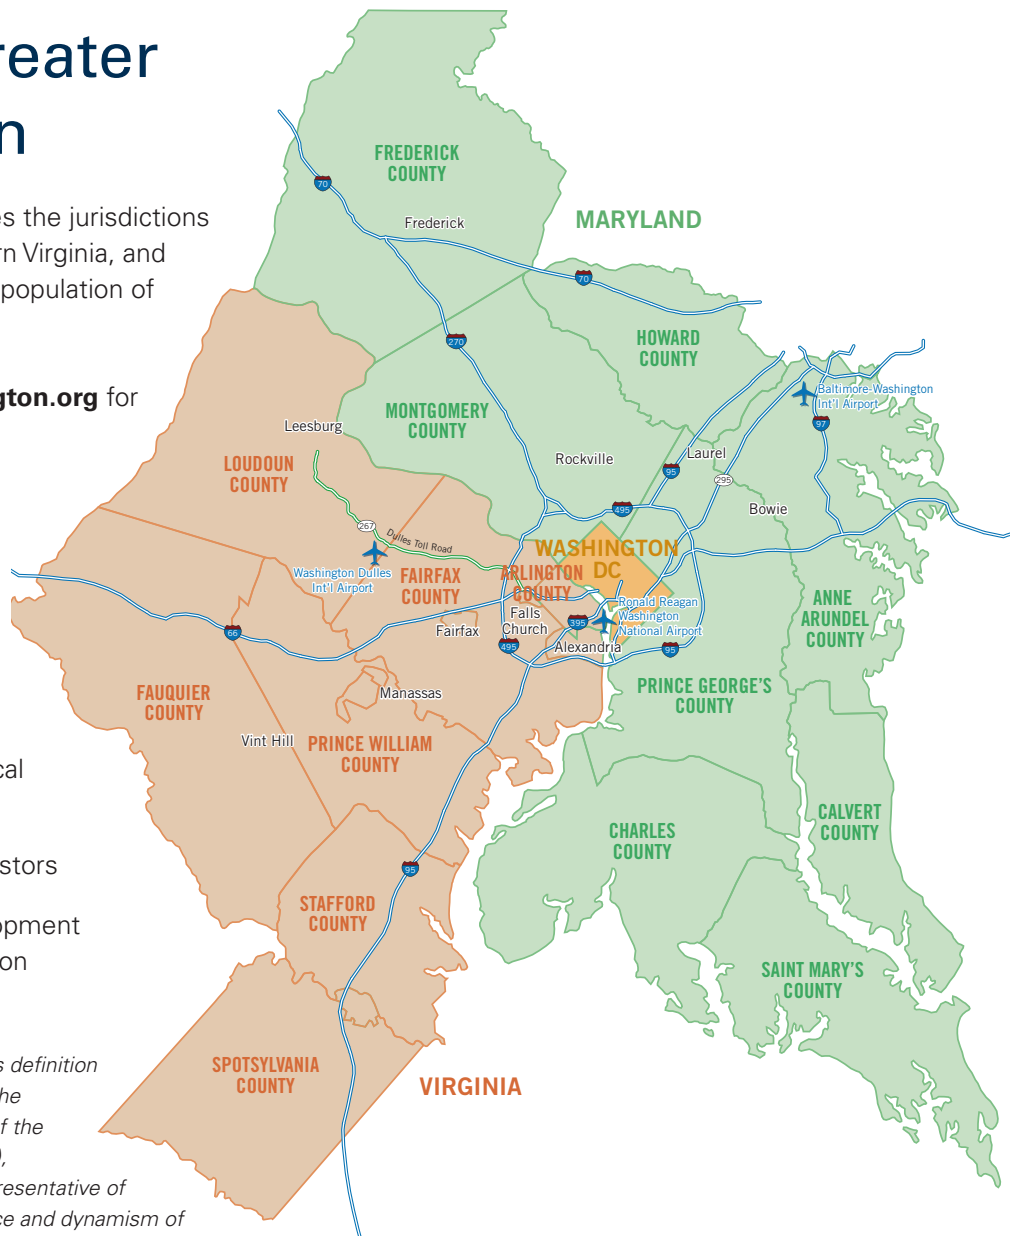 reater
n
es the jurisdictions
rn Virginia, and
population of
gton.org for
cal
stors
opment
on
s definition
he
f the
),
resentative of
ce and dynamism of
FREDERICK
COUNTY
70
Frederick
MARYLAND
70
HOWARD
COUNTY
270
Baltimore-Washington
Int'l Airport
97
MONTGOMERY
COUNTY
Leesburg
Rockville
Laurel
95
295
LOUDOUN
COUNTY
495
Bowie
267
Dulles Toll Road
WASHINGTON
DC
Washington Dulles
Int'l Airport
FAIRFAX
COUNTY
ARLINGTON
COUNTY
Ronald Reagan
Washington
National Airport
ANNE
ARUNDEL
COUNTY
Falls
Church
395
Fairfax
66
495
Alexandria
95
FAUQUIER
COUNTY
Manassas
PRINCE GEORGE'S
COUNTY
Vint Hill
PRINCE WILLIAM
COUNTY
CHARLES
COUNTY
CALVERT
COUNTY
95
STAFFORD
COUNTY
SAINT MARY'S
COUNTY
SPOTSYLVANIA
COUNTY
VIRGINIA